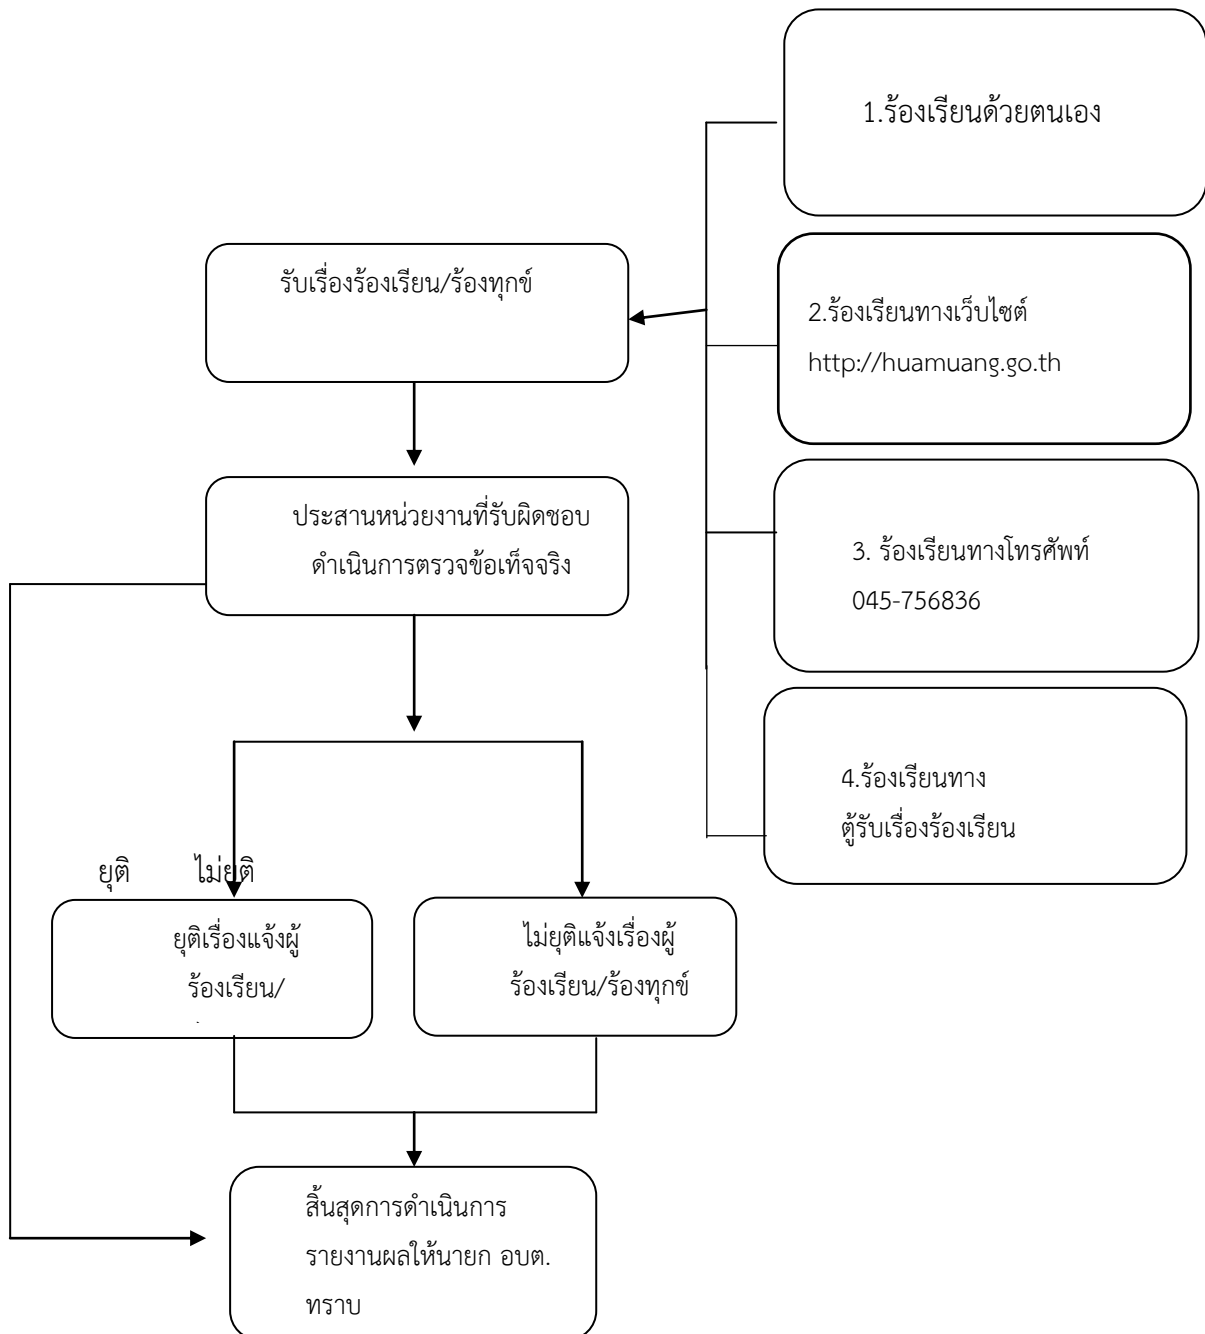 1.ร้องเรียนด้วยตนเอง
รับเรื่องร้องเรียน/ร้องทุกข์
2.ร้องเรียนทางเว็บไซต์
http://huamuang.go.th
ประสานหน่วยงานที่รับผิดชอบ
ดำเนินการตรวจข้อเท็จจริง
3. ร้องเรียนทางโทรศัพท์
045-756836
4.ร้องเรียนทาง
ตู้รับเรื่องร้องเรียน
ยุติ ไม่ยุติ
ยุติเรื่องแจ้งผู้
ร้องเรียน/
ไม่ยุติแจ้งเรื่องผู้
ร้องเรียน/ร้องทุกข์
สิ้นสุดการดำเนินการ
รายงานผลให้นายก อบต.
ทราบ